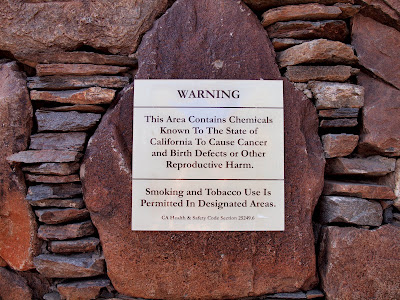 WARNING
This Area Contains Chemicals
Known To The State of
California To Cause Cancer
and Birth Defects or Other
Reproductive Harm.
Smoking and Tobacco Use Is
Permitted In Designated Areas.
CA Health & Safety Code Section 25249.6